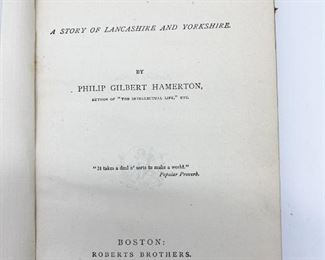 A STORY OF LANCASHIRE AND YORKSHIRE.
BY
PHILIP GILBERT HAMERTON,
AUTHOR OF "THE INTELLECTUAL LIFE," ETC.
"It takes a deal o' sorts to make a world."
Popular Proverb.
BOSTON:
ROBERTS BROTHERS.